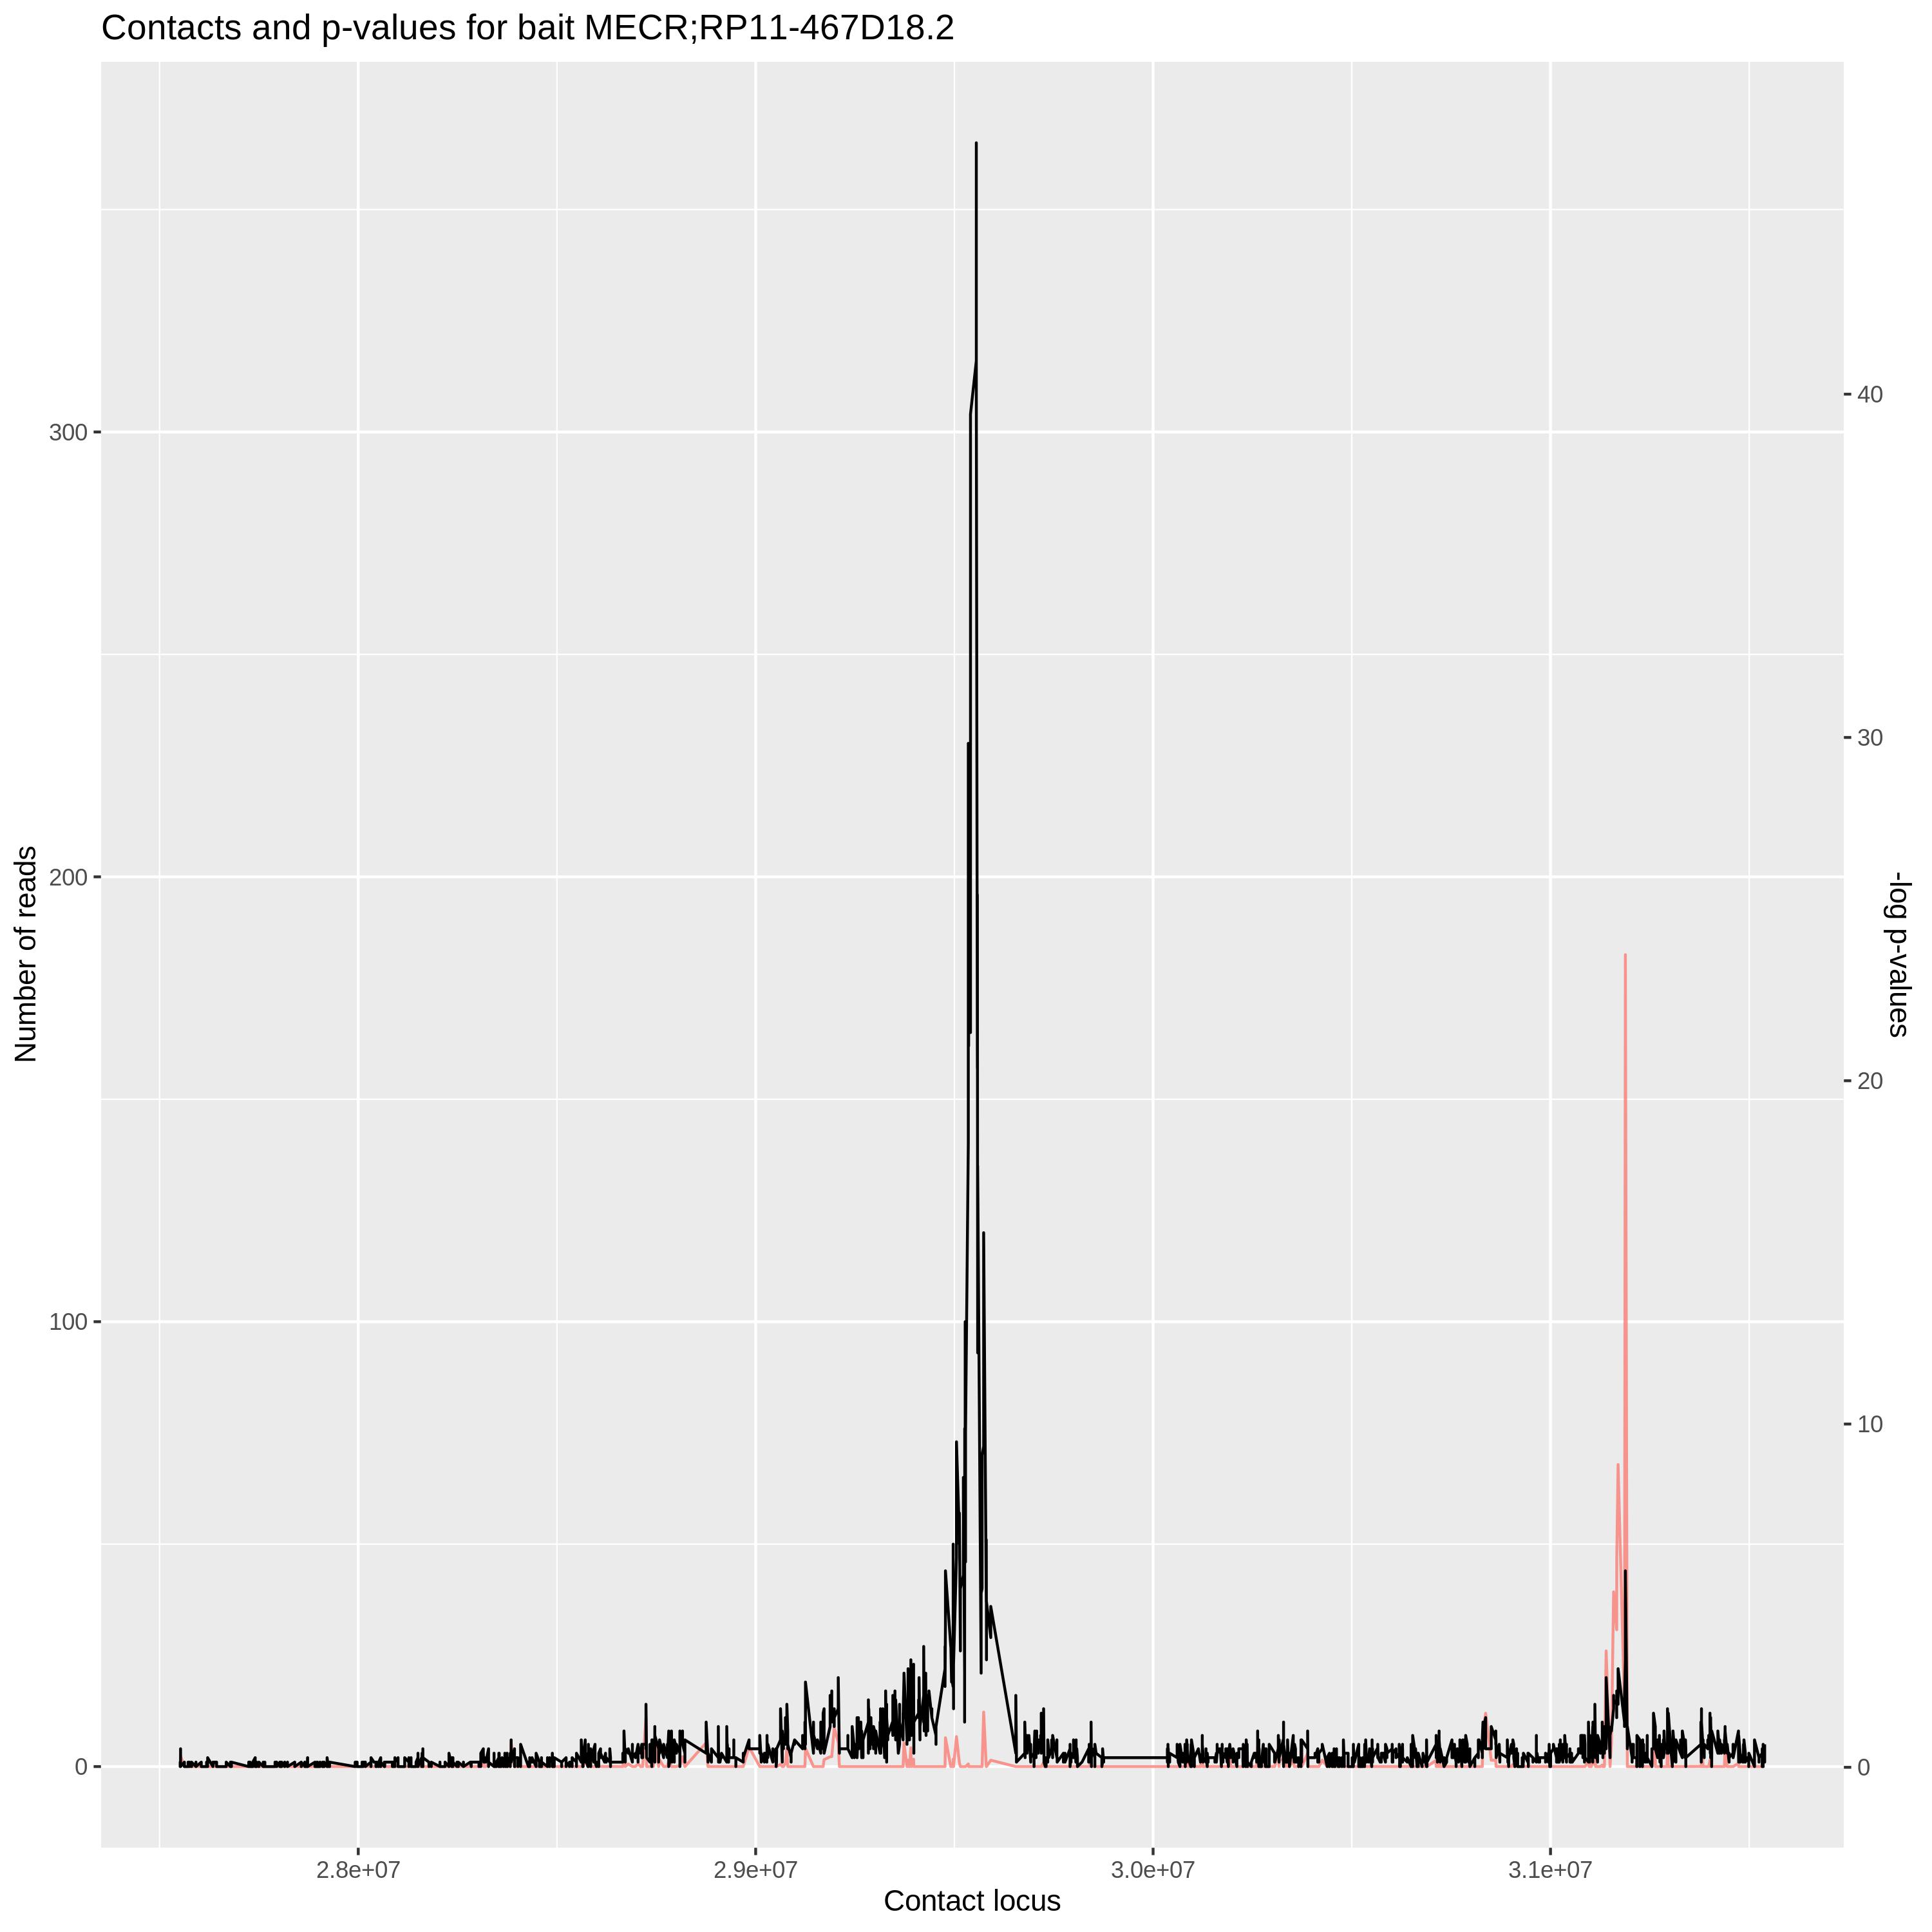 Contacts and p-values for bait MECR;RP11-467D18.2
Number of reads
300
200
100
0
40
30
20
10
0
-log p-values
2.8e+07
2.9e+07
3.0e+07
3.1e+07
Contact locus